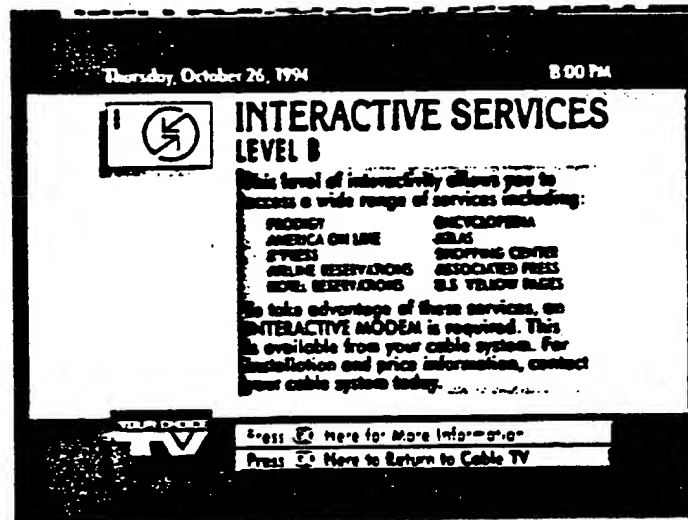 Thursday, October 26, 1994 8:00 PM
INTERACTIVE SERVICES
LEVEL B
This level of interactivity allows you to
access a wide range of services including:
PRODIGY ENCYCLOPEDIA
AMERICA ON LINE ATLAS
X*PRESS SHOPPING CENTER
AIRLINE RESERVATIONS ASSOCIATED PRESS
HOTEL RESERVATIONS U.S. YELLOW PAGES
To take advantage of these services, an
INTERACTIVE MODEM is required. This
is available from your cable system. For
installation and price information, contact
your cable system today.
YOUR CHOICE
TV
Press Here for More Information
Press Here to Return to Cable TV